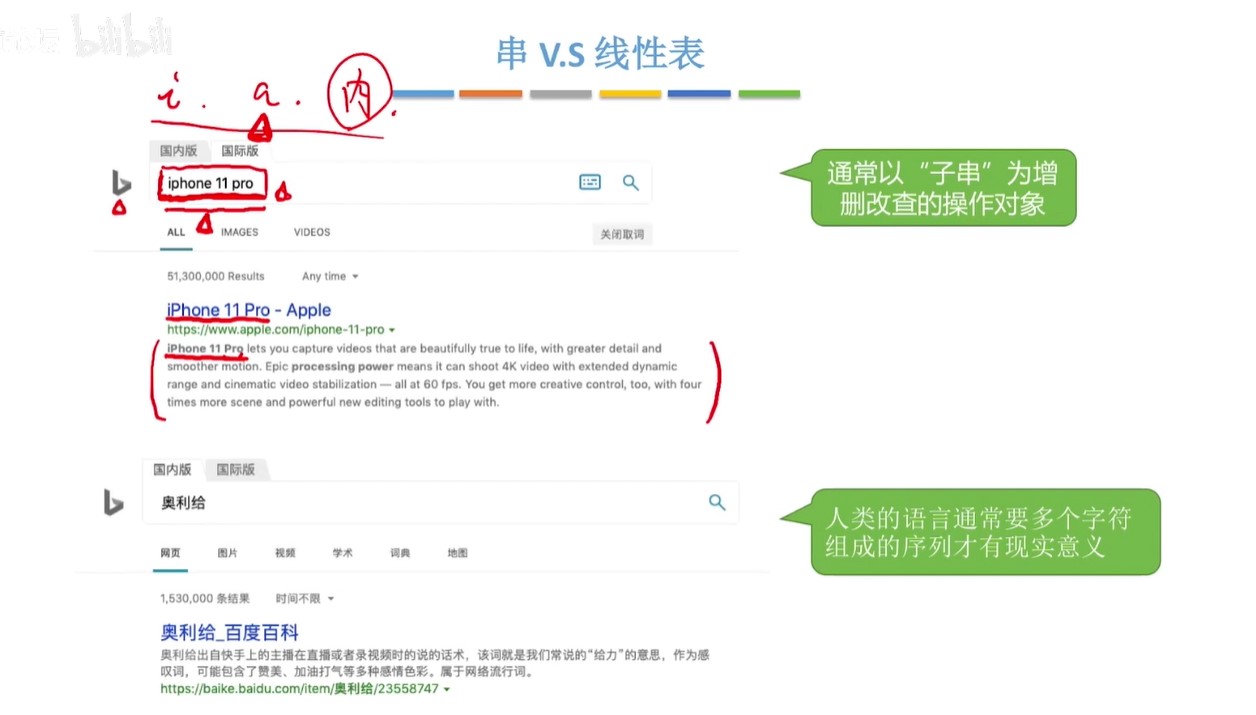 bilibili
串 V.S 线性表
i . a . 内 .
国内版 国际版
iphone 11 pro
通常以“子串”为增
删改查的操作对象
ALL IMAGES VIDEOS
关闭取词
51,300,000 Results Any time
iPhone 11 Pro - Apple
https://www.apple.com/iphone-11-pro
iPhone 11 Pro lets you capture videos that are beautifully true to life, with greater detail and
smoother motion. Epic processing power means it can shoot 4K video with extended dynamic
range and cinematic video stabilization — all at 60 fps. You get more creative control, too, with four
times more scene and powerful new editing tools to play with.
国内版 国际版
奥利给
人类的语言通常要多个字符
组成的序列才有现实意义
网页 图片 视频 学术 词典 地图
1,530,000 条结果 时间不限
奥利给_百度百科
奥利给出自快手上的主播在直播或者录视频时的说的话术，该词就是我们常说的“给力”的意思，作为感
叹词，可能包含了赞美、加油打气等多种感情色彩。属于网络流行词。
https://baike.baidu.com/item/奥利给/23558747